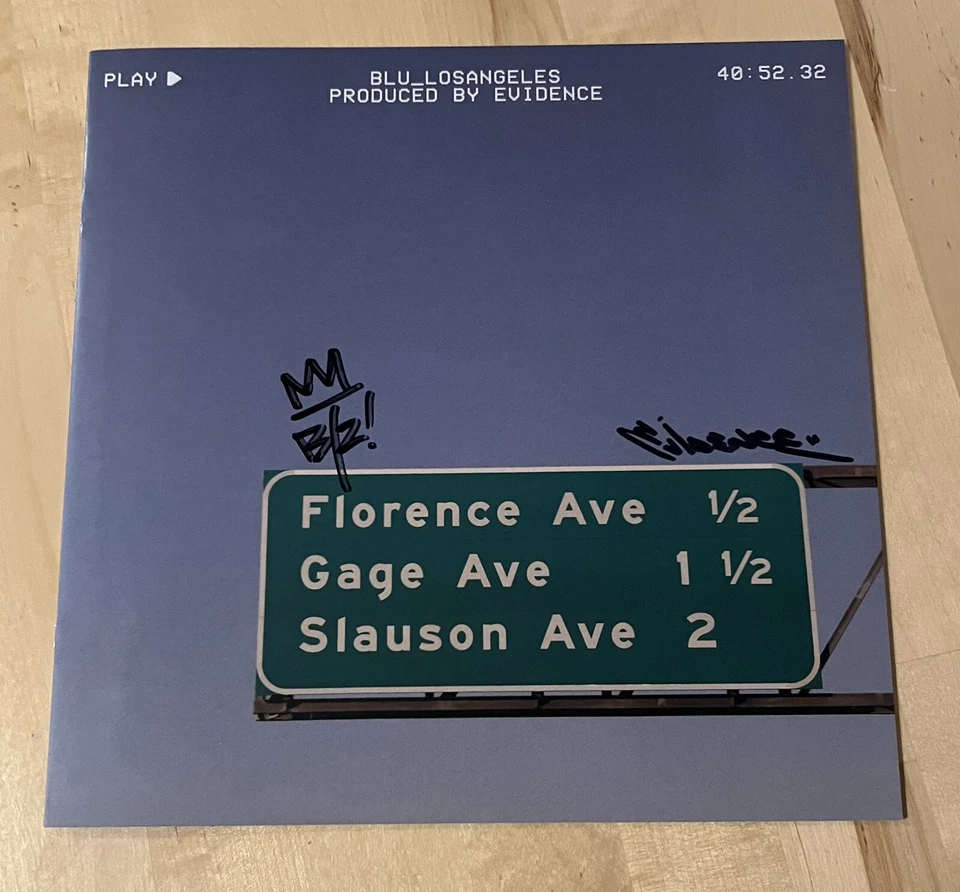 PLAY
BLU_LOSANGELES
PRODUCED BY EVIDENCE
40:52.32
Evidence
Florence Ave 1/2
Gage Ave 1 1/2
Slauson Ave 2